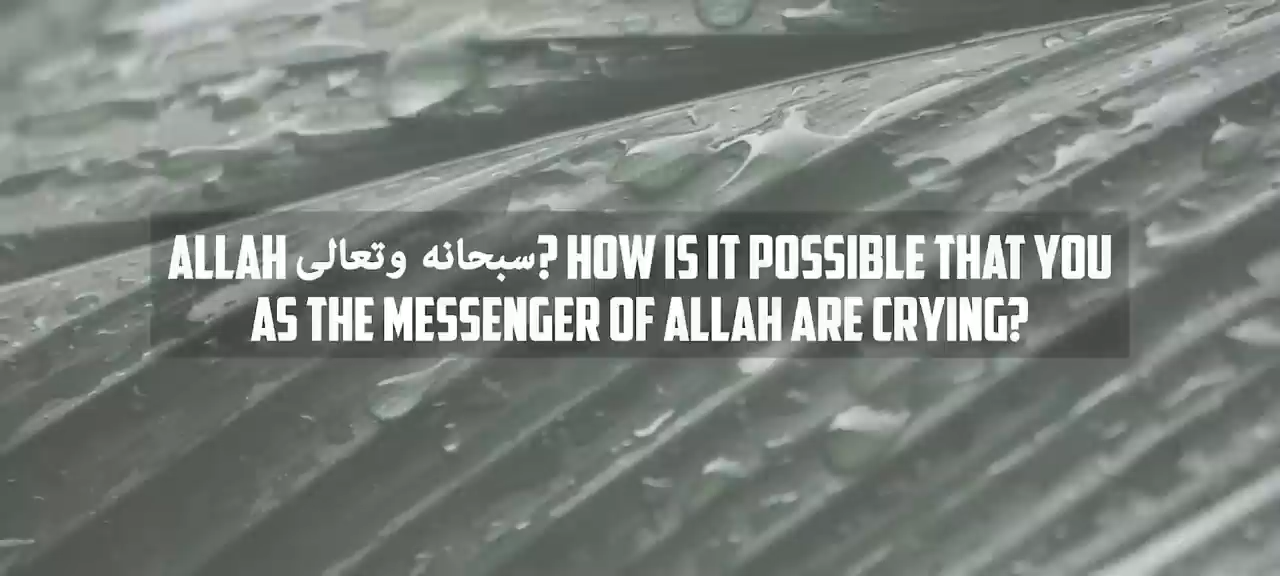 ALLAH سبحانه وتعالى? HOW IS IT POSSIBLE THAT YOU
AS THE MESSENGER OF ALLAH ARE CRYING?